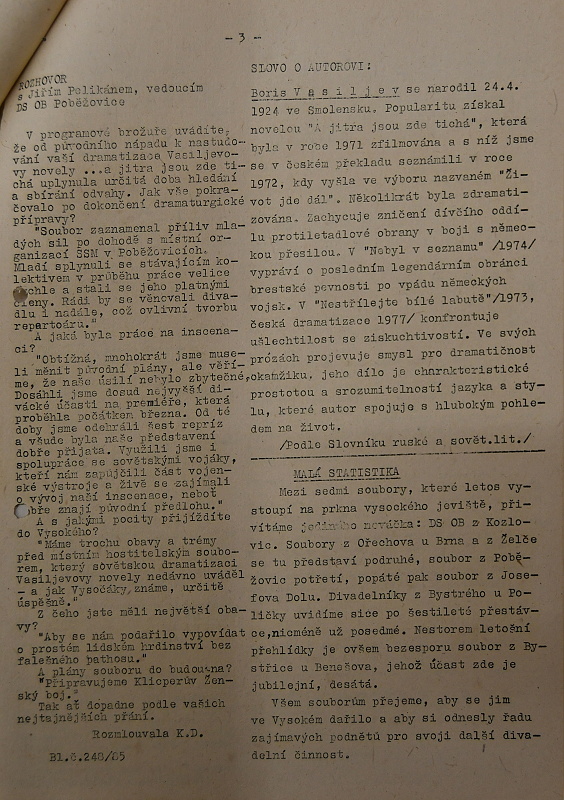 - 3 -
ROZHOVOR
s Jiřím Pelikánem, vedoucím
DS OB Poběžovice
V programové brožuře uvádíte,
že od původního nápadu k nastudo-
vání vaší dramatizace Vasiljevo-
vy novely ...a jitra jsou zde ti-
chá uplynula určitá doba hledání
a sbírání odvahy. Jak vše pokra-
čovalo po dokončení dramaturgické
přípravy?
"Soubor zaznamenal příliv mla-
dých sil po dohodě s místní or-
ganizací SSM v Poběžovicích.
Mladí splynuli se stávajícím ko-
lektivem v průběhu práce velice
rychle a stali se jeho platnými
členy. Rádi by se věnovali diva-
dlu i nadále, což ovlivní tvorbu
repertoáru."
A jaká byla práce na inscena-
ci?
"Obtížná, mnohokrát jsme muse-
li měnit původní plány, ale věří-
me, že naše úsilí nebylo zbytečné.
Dosáhli jsme dosud nejvyšší di-
vácké účasti na premiéře, která
proběhla počátkem března. Od té
doby jsme odehráli šest repríz
a všude byla naše představení
dobře přijata. Využili jsme i
spolupráce se sovětskými vojáky,
kteří nám zapůjčili část vojen-
ské výstroje a živě se zajímali
o vývoj naší inscenace, neboť
dobře znají původní předlohu."
A s jakými pocity přijíždíte
do Vysokého?
"Máme trochu obavy a trémy
před místním hostitelským soubo-
rem, který sovětskou dramatizaci
Vasiljevovy novely nedávno uváděl
- a jak Vysočáky známe, určitě
úspěšně."
Z čeho jste měli největší oba-
vy?
"Aby se nám podařilo vypovídat
o prostém lidském hrdinství bez
falešného pathosu."
A plány souboru do budoucna?
"Připravujeme Klicperův Žen-
ský boj."
Tak ať dopadne podle vašich
nejtajnějších přání.
Rozmlouvala K.D.
Bl.č.248/85
SLOVO O AUTOROVI:
Boris V a s i l j e v se narodil 24.4.
1924 ve Smolensku. Popularitu získal
novelou "A jitra jsou zde tichá", která
byla v roce 1971 zfilmována a s níž jsme
se v českém překladu seznámili v roce
1972, kdy vyšla ve výboru nazvaném "Ži-
vot jde dál". Několikrát byla zdramati-
zována. Zachycuje zničení dívčího oddí-
lu protiletadlové obrany v boji s němec-
kou přesilou. V "Nebyl v seznamu" /1974/
vypráví o posledním legendárním obránci
brestské pevnosti po vpádu německých
vojsk. V "Nestřílejte bílé labutě"/1973,
česká dramatizace 1977/ konfrontuje
ušlechtilost se ziskuchtivostí. Ve svých
prózách projevuje smysl pro dramatičnost
okamžiku, jeho dílo je charakteristické
prostotou a srozumitelností jazyka a sty-
lu, které autor spojuje s hlubokým pohle-
dem na život.
/Podle Slovníku ruské a sovět.lit./
MALÁ STATISTIKA
Mezi sedmi soubory, které letos vy-
stoupí na prkna vysockého jeviště, při-
vítáme jediného nováčka: DS OB z Kozlo-
vic. Soubory z Ořechova u Brna a z Želče
se tu představí podruhé, soubor z Pobě-
žovic potřetí, popáté pak soubor z Jose-
fova Dolu. Divadelníky z Bystrého u Po-
ličky uvidíme sice po šestileté přestáv-
ce,nicméně už posedmé. Nestorem letošní
přehlídky je ovšem bezesporu soubor z By-
střice u Benešova, jehož účast zde je
jubilejní, desátá.
Všem souborům přejeme, aby se jim
ve Vysokém dařilo a aby si odnesly řadu
zajímavých podnětů pro svoji další diva-
delní činnost.